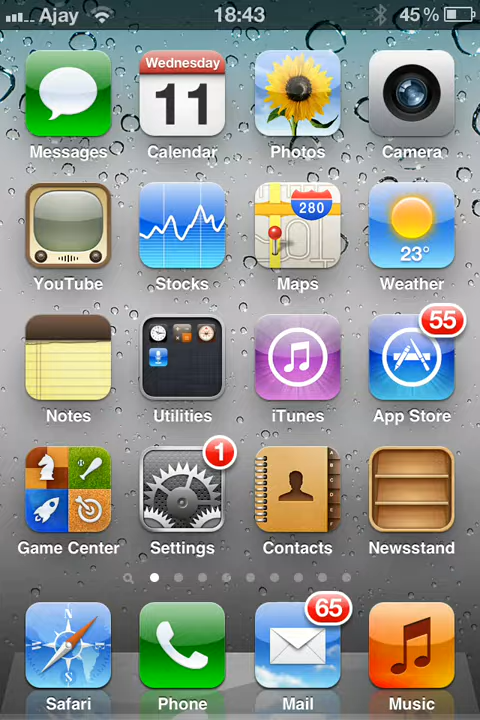 Ajay 18:43 45%
Wednesday
11
Messages Calendar Photos Camera
280
23°
YouTube Stocks Maps Weather
55
Notes Utilities iTunes App Store
1
Game Center Settings Contacts Newsstand
65
N
Safari Phone Mail Music